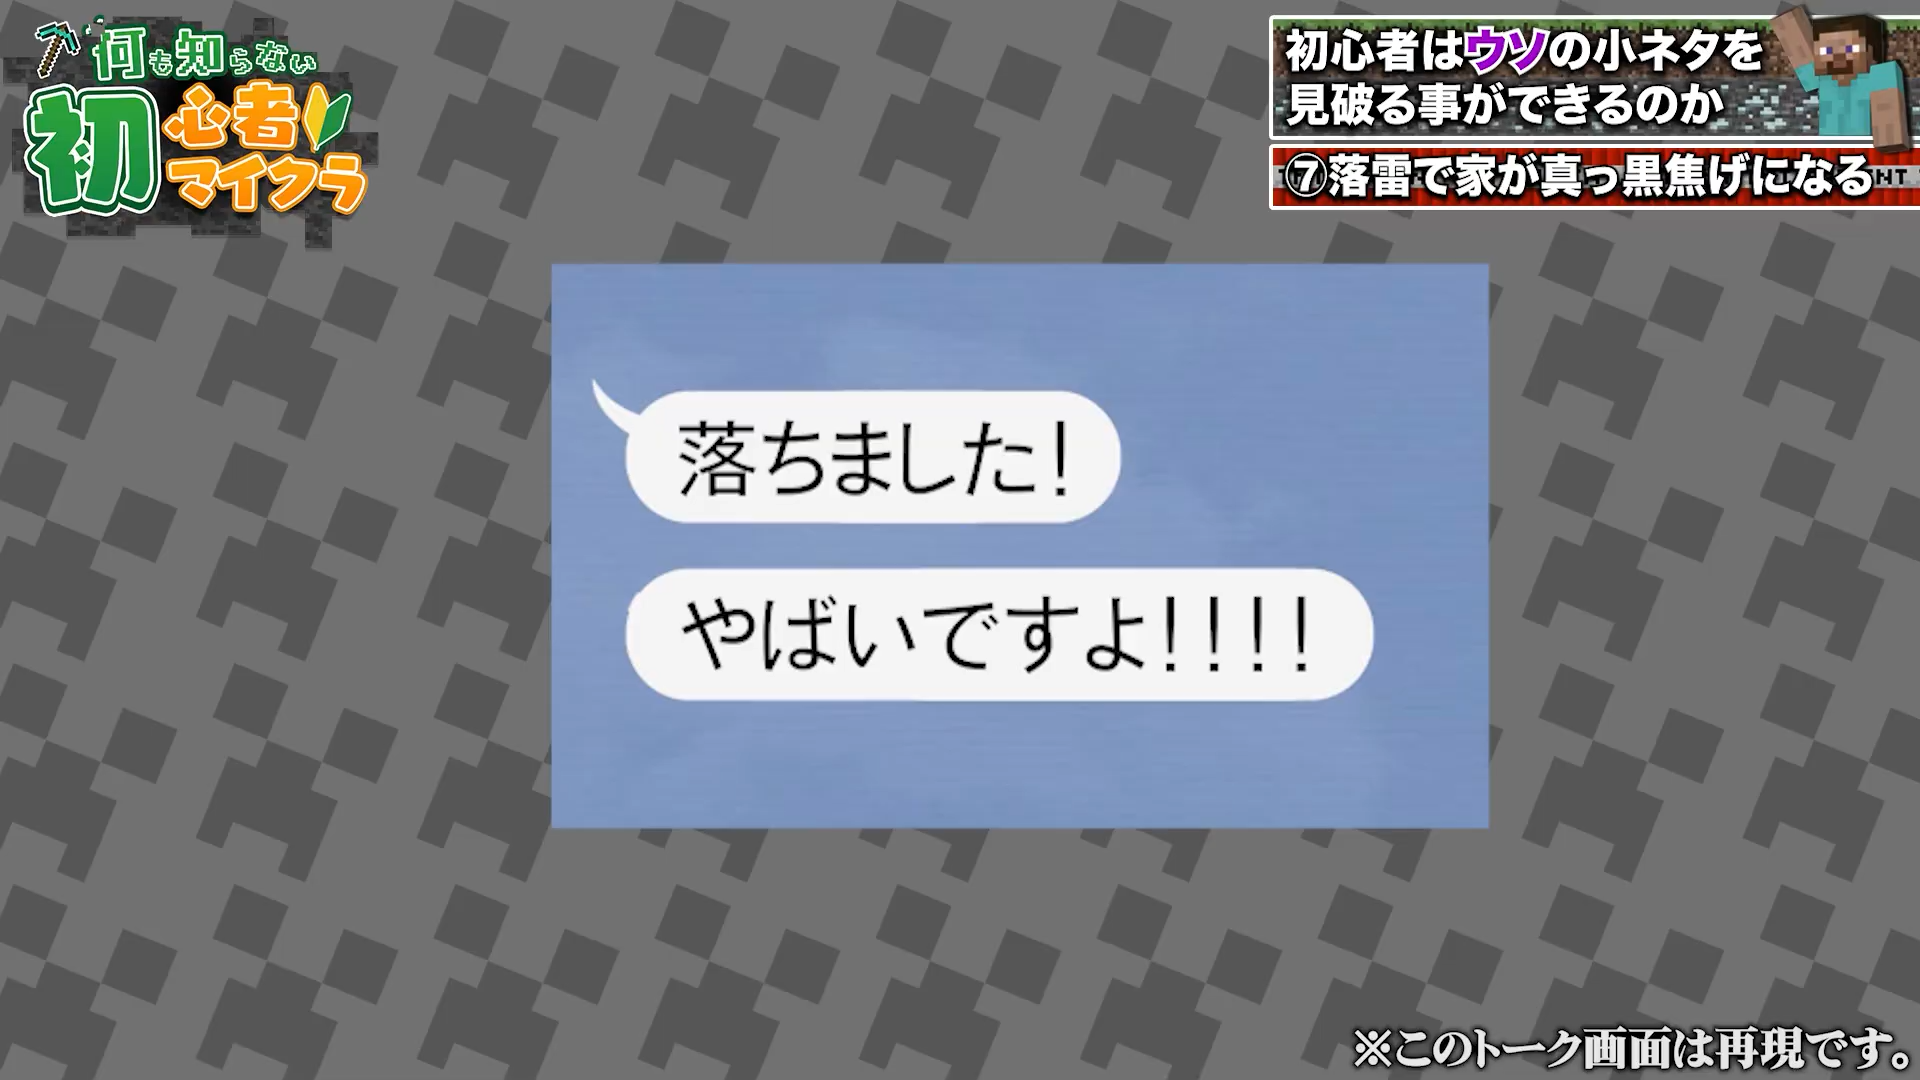 何も知らない
初心者
マイクラ
初心者はウソの小ネタを
見破る事ができるのか
⑦落雷で家が真っ黒焦げになる
落ちました!
やばいですよ!!!!
※このトーク画面は再現です。